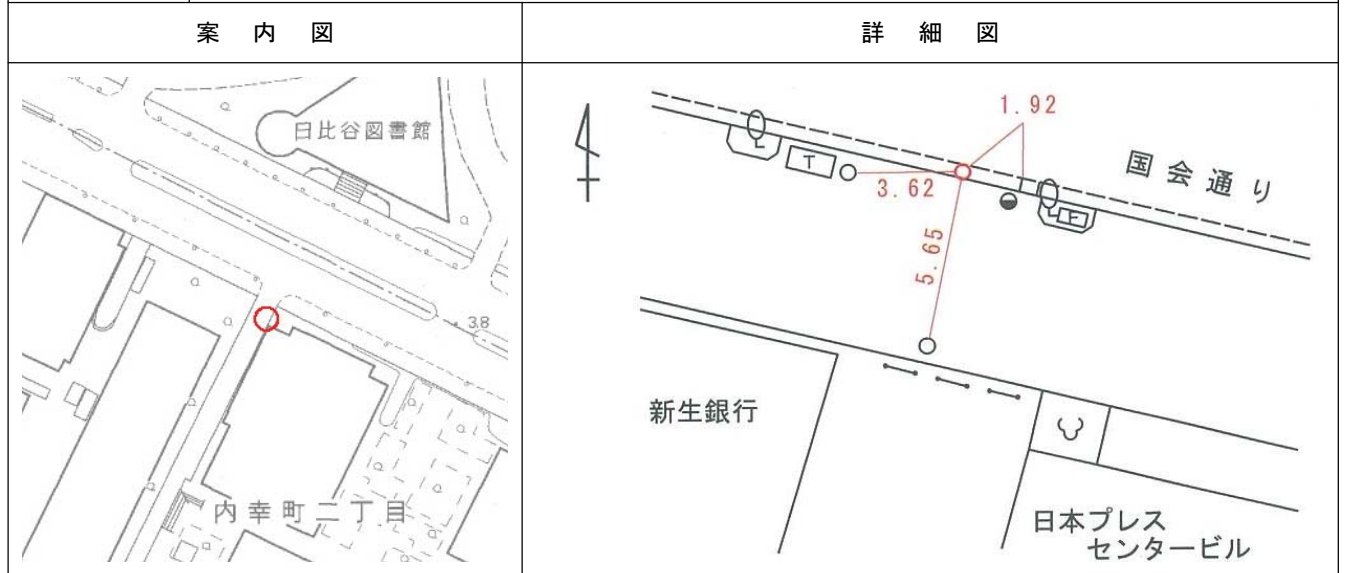 案 内 図
詳 細 図
日比谷図書館
3.8
内幸町二丁目
1.92
国会通り
T
3.62
E
5.65
新生銀行
日本プレス
センタービル